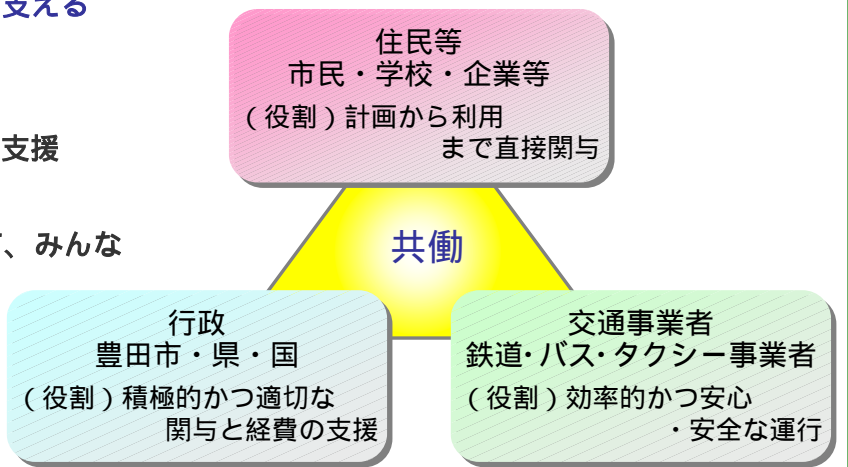 支える
住民等
市民・学校・企業等
(役割)計画から利用
まで直接関与
支援
、みんな
共働
行政
豊田市・県・国
(役割)積極的かつ適切な
関与と経費の支援
交通事業者
鉄道・バス・タクシー事業者
(役割)効率的かつ安心
・安全な運行